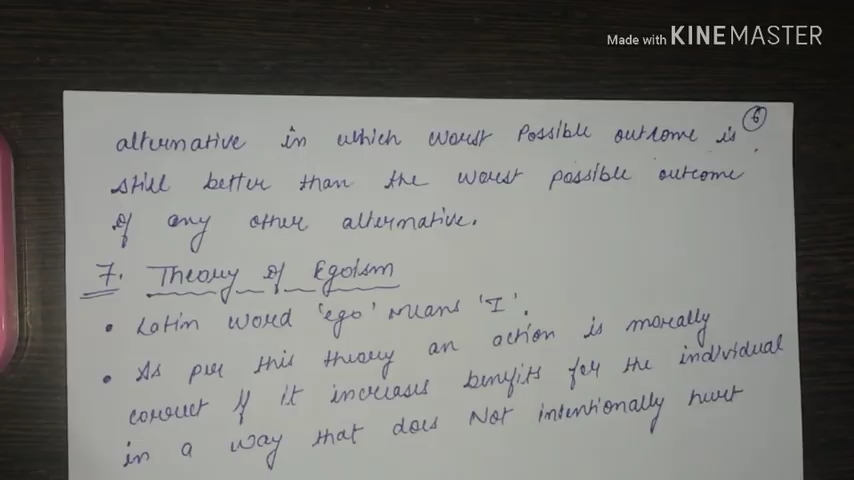 Made with KINEMASTER
6
alternative in which worst possible outcome is
still better than the worst possible outcome
of any other alternative.
7. Theory of Egoism
• Latin word 'ego' means 'I'.
• As per this theory an action is morally
correct if it increases benefits for the individual
in a way that does Not intentionally hurt